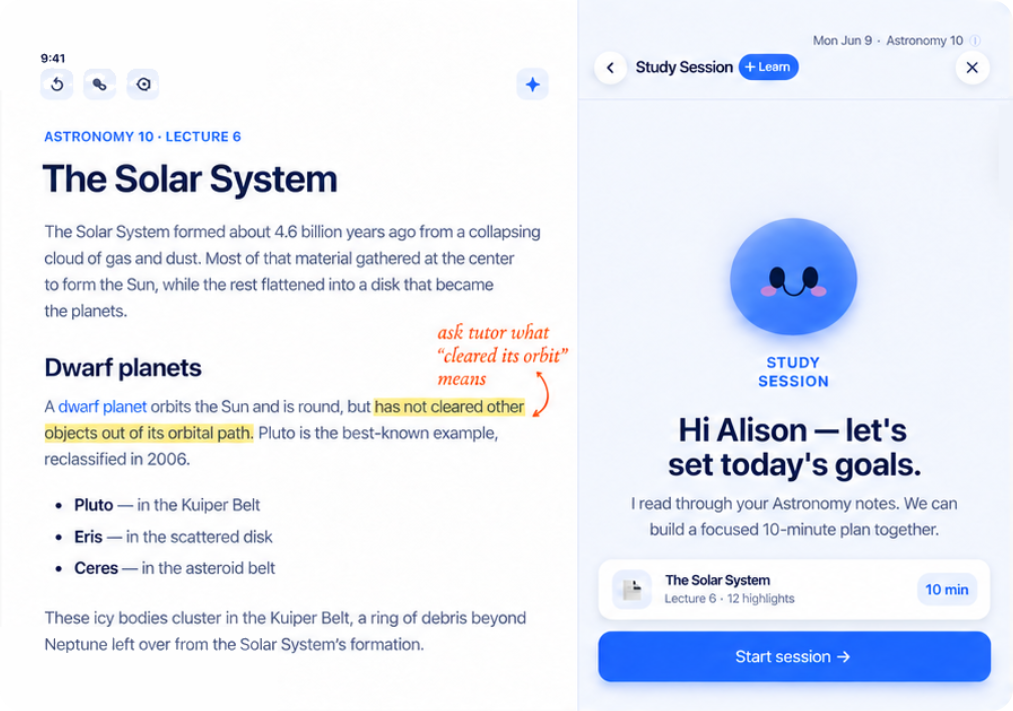 9:41
ASTRONOMY 10 · LECTURE 6
The Solar System
The Solar System formed about 4.6 billion years ago from a collapsing
cloud of gas and dust. Most of that material gathered at the center
to form the Sun, while the rest flattened into a disk that became
the planets.
ask tutor what
“cleared its orbit”
means
Dwarf planets
A dwarf planet orbits the Sun and is round, but has not cleared other
objects out of its orbital path. Pluto is the best-known example,
reclassified in 2006.
• Pluto — in the Kuiper Belt
• Eris — in the scattered disk
• Ceres — in the asteroid belt
These icy bodies cluster in the Kuiper Belt, a ring of debris beyond
Neptune left over from the Solar System’s formation.
Mon Jun 9 · Astronomy 10
Study Session + Learn
STUDY
SESSION
Hi Alison — let's
set today's goals.
I read through your Astronomy notes. We can
build a focused 10-minute plan together.
The Solar System
Lecture 6 · 12 highlights
10 min
Start session →